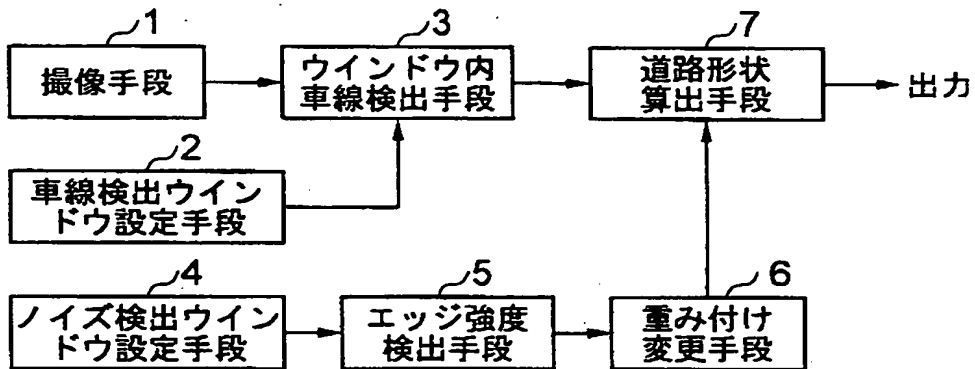 1
撮像手段
3
ウインドウ内
車線検出手段
7
道路形状
算出手段
出力
2
車線検出ウイン
ドウ設定手段
4
ノイズ検出ウイン
ドウ設定手段
5
エッジ強度
検出手段
6
重み付け
変更手段